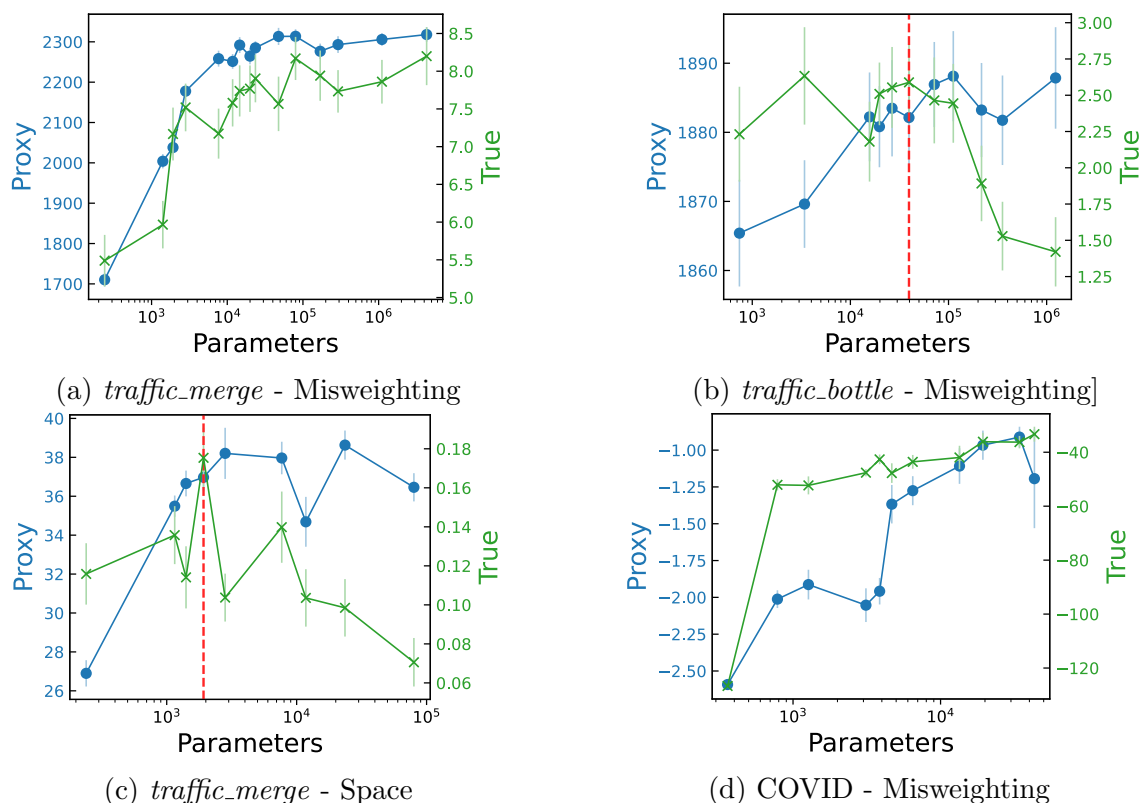 2300
2200
2100
2000
1900
1800
1700
Proxy
8.5
8.0
7.5
7.0
6.5
6.0
5.5
5.0
True
10³ 10⁴ 10⁵ 10⁶
Parameters
(a) traffic_merge - Misweighting
1890
1880
1870
1860
Proxy
3.00
2.75
2.50
2.25
2.00
1.75
1.50
1.25
True
10³ 10⁴ 10⁵ 10⁶
Parameters
(b) traffic_bottle - Misweighting]
40
38
36
34
32
30
28
26
Proxy
0.18
0.16
0.14
0.12
0.10
0.08
0.06
True
10³ 10⁴ 10⁵
Parameters
(c) traffic_merge - Space
−1.00
−1.25
−1.50
−1.75
−2.00
−2.25
−2.50
Proxy
−40
−60
−80
−100
−120
True
10³ 10⁴
Parameters
(d) COVID - Misweighting